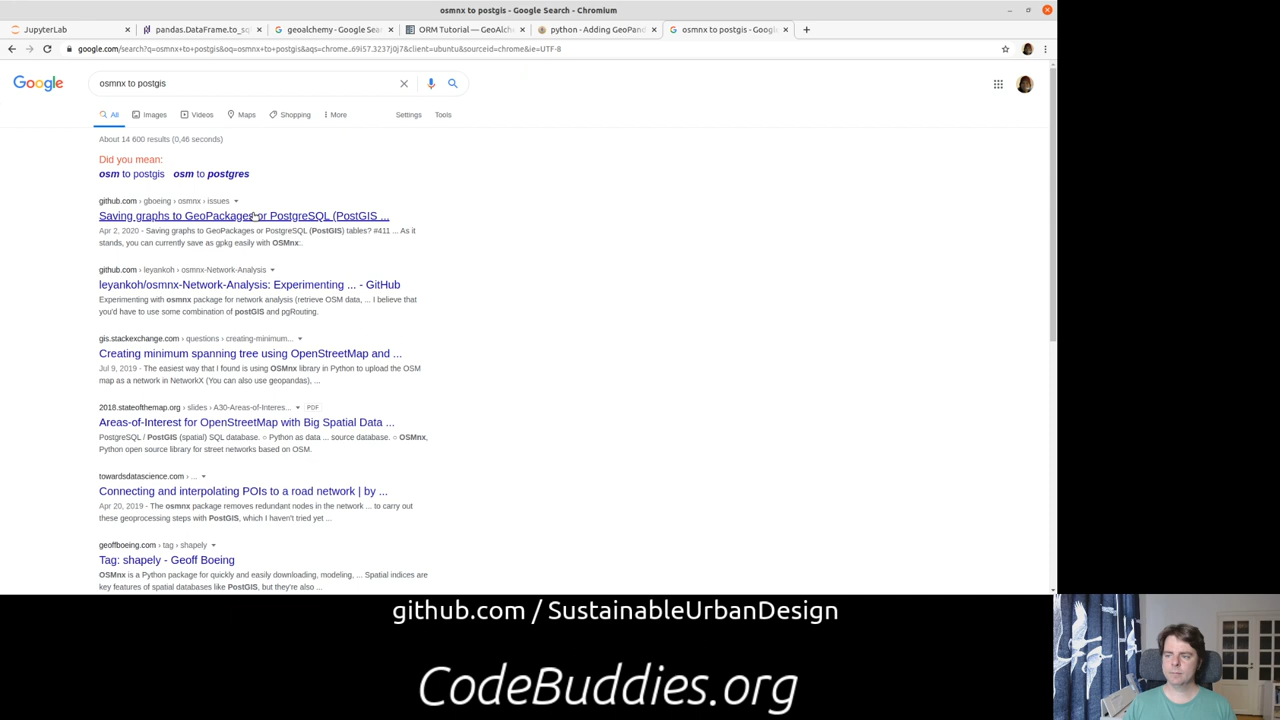 osmnx to postgis - Google Search - Chromium
JupyterLab
pandas.DataFrame.to_sq
geoalchemy - Google Sea
ORM Tutorial — GeoAlche
python - Adding GeoPand
osmnx to postgis - Googl
google.com/search?q=osmnx+to+postgis&oq=osmnx+to+postgis&aqs=chrome..69i57.3237j0j7&client=ubuntu&sourceid=chrome&ie=UTF-8
Google
osmnx to postgis
All Images Videos Maps Shopping More Settings Tools
About 14 600 results (0,46 seconds)
Did you mean:
osm to postgis osm to postgres
github.com › gboeing › osmnx › issues
Saving graphs to GeoPackages or PostgreSQL (PostGIS ...
Apr 2, 2020 - Saving graphs to GeoPackages or PostgreSQL (PostGIS) tables? #411 ... As it
stands, you can currently save as gpkg easily with OSMnx:.
github.com › leyankoh › osmnx-Network-Analysis
leyankoh/osmnx-Network-Analysis: Experimenting ... - GitHub
Experimenting with osmnx package for network analysis (retrieve OSM data, ... I believe that
you'd have to use some combination of postGIS and pgRouting.
gis.stackexchange.com › questions › creating-minimum...
Creating minimum spanning tree using OpenStreetMap and ...
Jul 9, 2019 - The easiest way that I found is using OSMnx library in Python to upload the OSM
map as a network in NetworkX (You can also use geopandas), ...
2018.stateofthemap.org › slides › A30-Areas-of-Interes... PDF
Areas-of-Interest for OpenStreetMap with Big Spatial Data ...
PostgreSQL / PostGIS (spatial) SQL database. ○ Python as data ... source database. ○ OSMnx,
Python open source library for street networks based on OSM.
towardsdatascience.com › ...
Connecting and interpolating POIs to a road network | by ...
Apr 20, 2019 - The osmnx package removes redundant nodes in the network ... to carry out
these geoprocessing steps with PostGIS, which I haven't tried yet ...
geoffboeing.com › tag › shapely
Tag: shapely - Geoff Boeing
OSMnx is a Python package for quickly and easily downloading, modeling, ... Spatial indices are
key features of spatial databases like PostGIS, but they're also ...
github.com / SustainableUrbanDesign
CodeBuddies.org